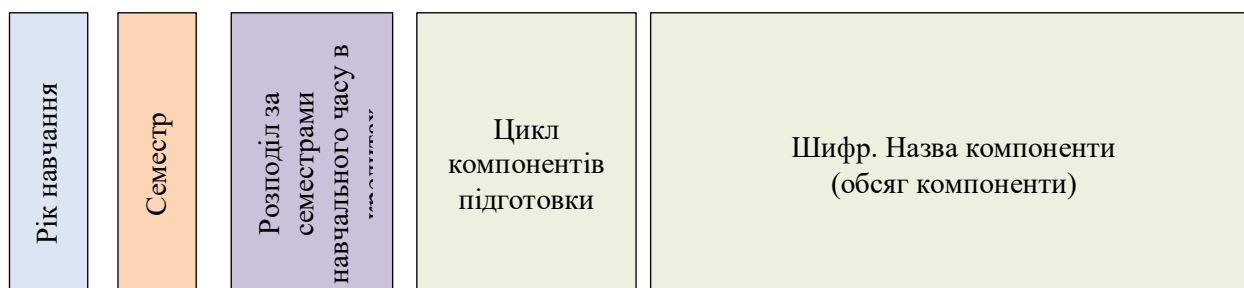 Рік навчання
Семестр
Розподіл за
семестрами
навчального часу в
Цикл
компонентів
підготовки
Шифр. Назва компоненти
(обсяг компоненти)